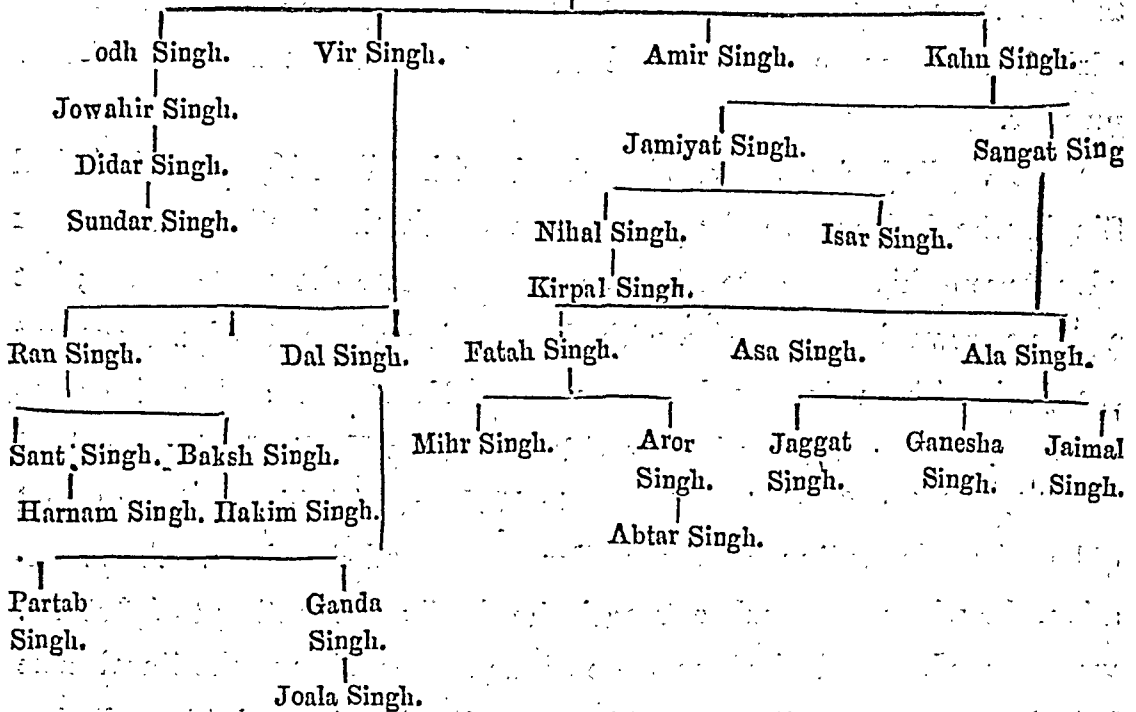 odh Singh. Vir Singh. Amir Singh. Kahn Singh.
Jowahir Singh.
Jamiyat Singh. Sangat Sing
Didar Singh.
Sundar Singh. Nihal Singh. Isar Singh.
Kirpal Singh.
Ran Singh. Dal Singh. Fatah Singh. Asa Singh. Ala Singh.
Mihr Singh. Aror Jaggat Ganesha Jaimal
Sant Singh. Baksh Singh. Singh. Singh. Singh. Singh.
Harnam Singh. Hakim Singh.
Abtar Singh.
Partab Ganda
Singh. Singh.
Joala Singh.